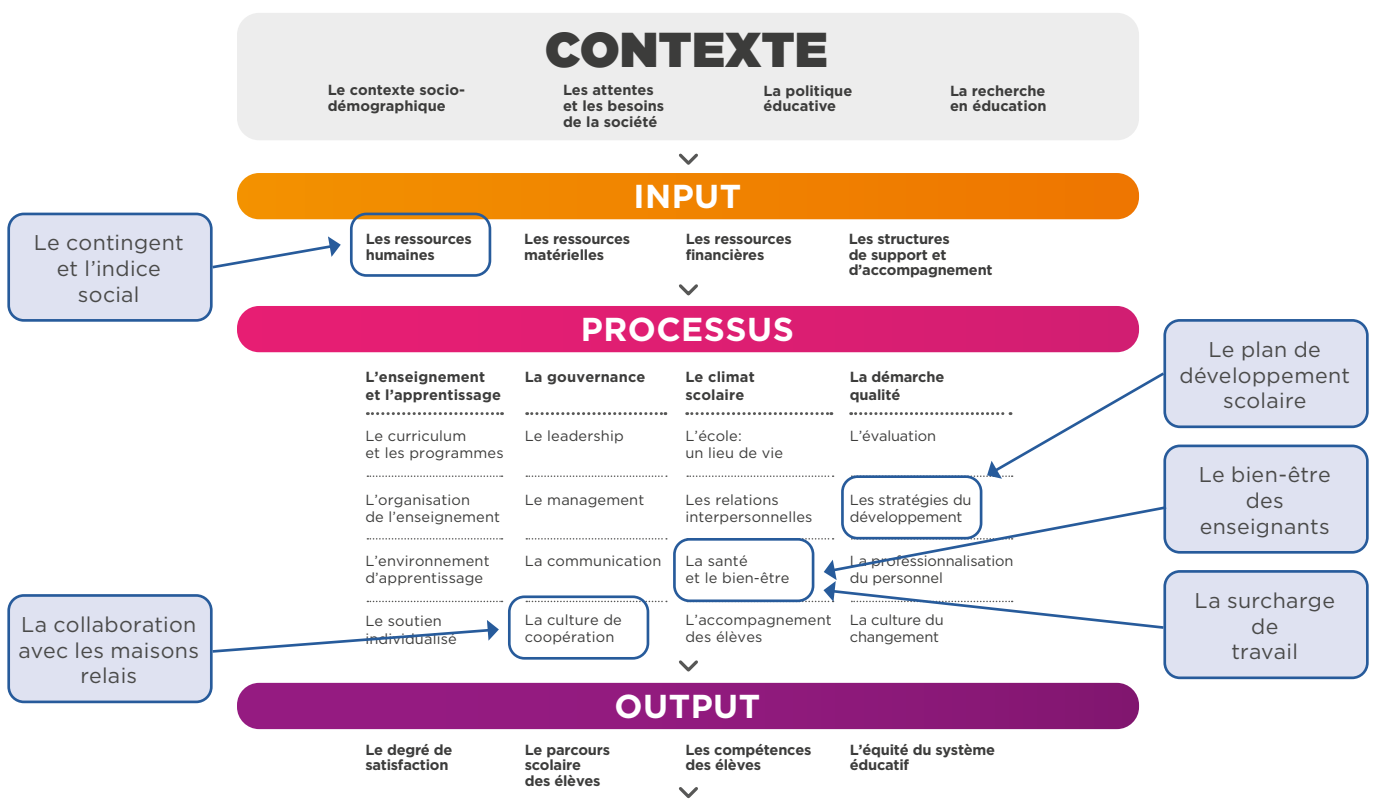 CONTEXTE
Le contexte socio-
démographique
Les attentes
et les besoins
de la société
La politique
éducative
La recherche
en éducation
INPUT
Le contingent
et l'indice
social
Les ressources
humaines
Les ressources
matérielles
Les ressources
financières
Les structures
de support et
d'accompagnement
PROCESSUS
L'enseignement
et l'apprentissage
La gouvernance
Le climat
scolaire
La démarche
qualité
Le curriculum
et les programmes
Le leadership
L'école:
un lieu de vie
L'évaluation
L'organisation
de l'enseignement
Le management
Les relations
interpersonnelles
Les stratégies du
développement
L'environnement
d'apprentissage
La communication
La santé
et le bien-être
La professionnalisation
du personnel
Le soutien
individualisé
La culture de
coopération
L'accompagnement
des élèves
La culture du
changement
Le plan de
développement
scolaire
Le bien-être
des
enseignants
La surcharge
de
travail
La collaboration
avec les maisons
relais
OUTPUT
Le degré de
satisfaction
Le parcours
scolaire
des élèves
Les compétences
des élèves
L'équité du système
éducatif